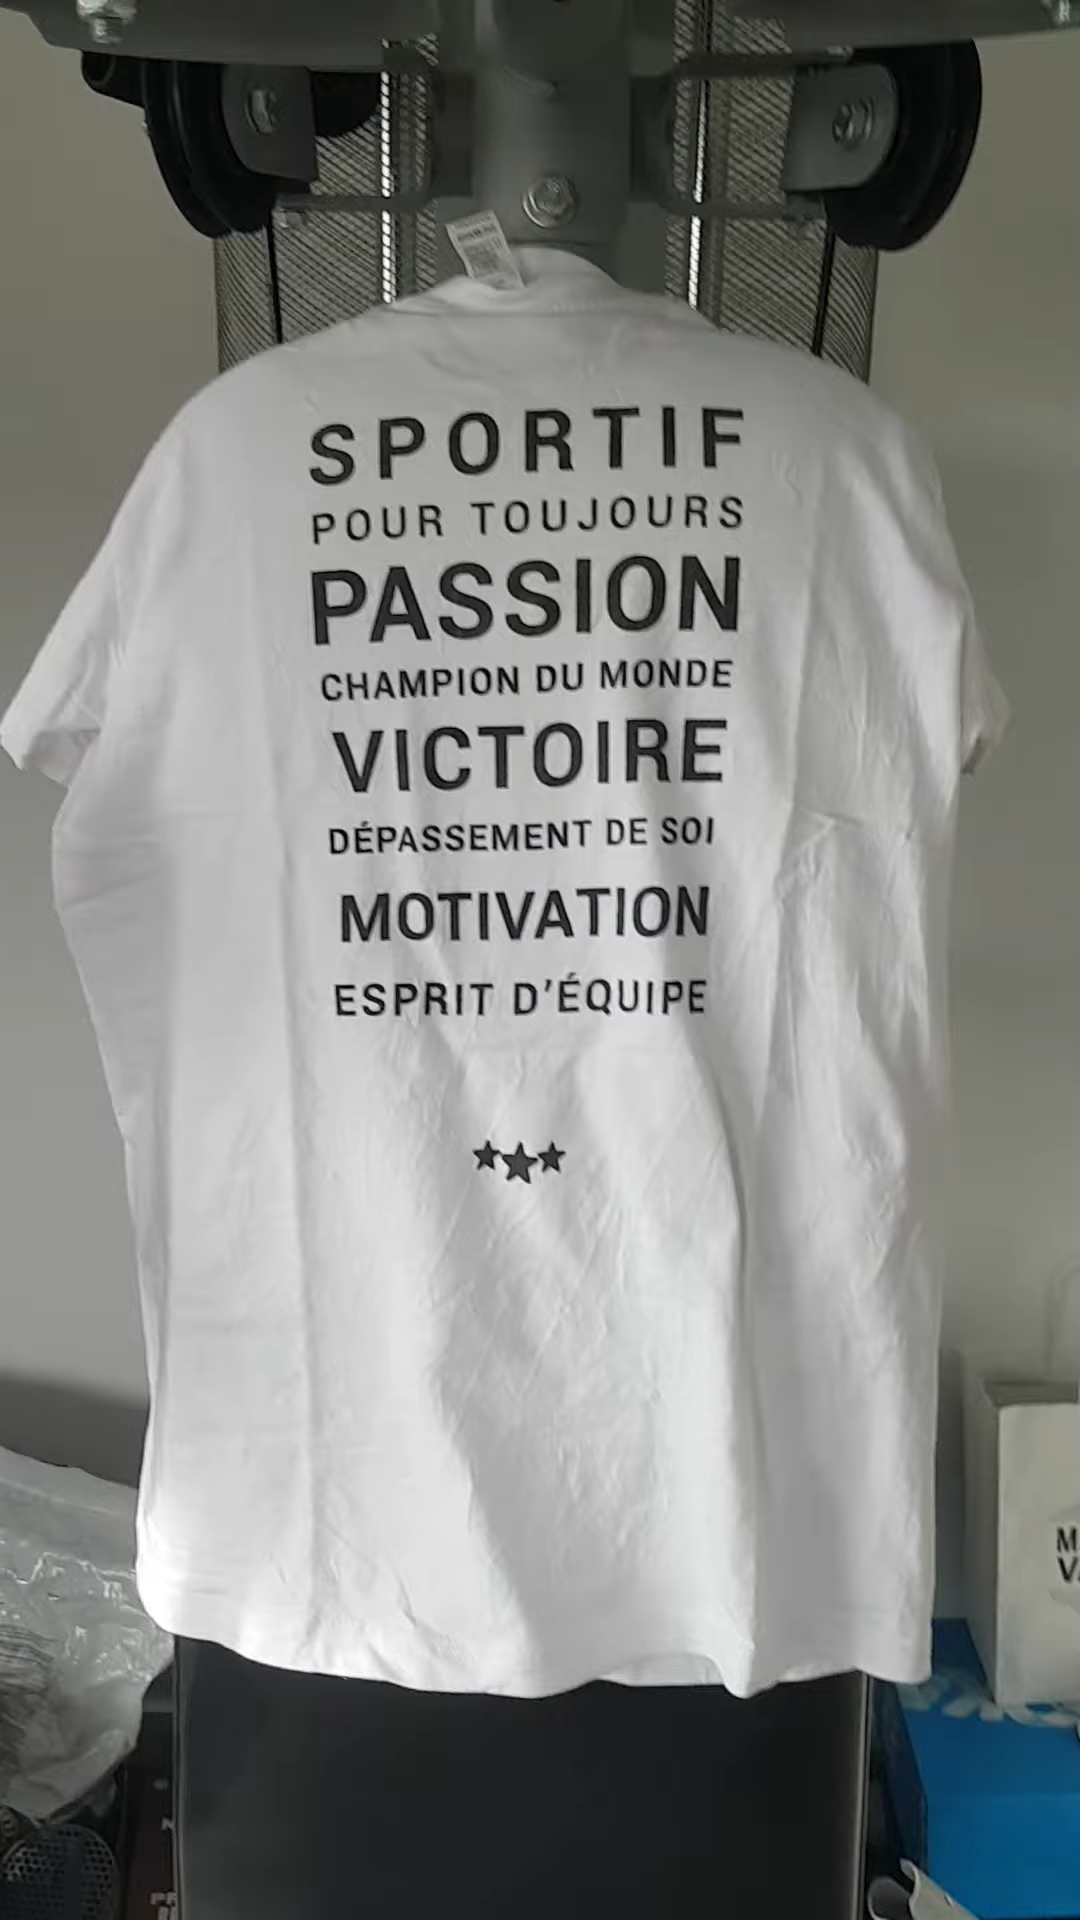 SPORTIF
POUR TOUJOURS
PASSION
CHAMPION DU MONDE
VICTOIRE
DÉPASSEMENT DE SOI
MOTIVATION
ESPRIT D'ÉQUIPE